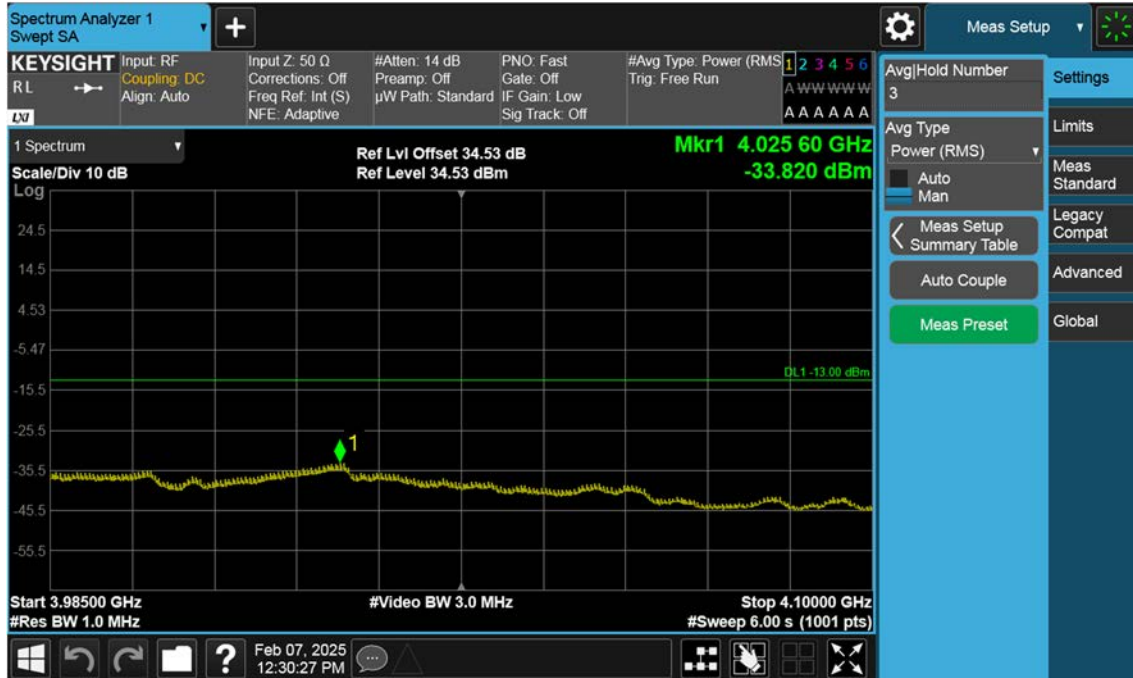 Spectrum Analyzer 1
Swept SA
Meas Setup
KEYSIGHT
RL
LXI
Input: RF
Coupling: DC
Align: Auto
Input Z: 50 Ω
Corrections: Off
Freq Ref: Int (S)
NFE: Adaptive
#Atten: 14 dB
Preamp: Off
µW Path: Standard
PNO: Fast
Gate: Off
IF Gain: Low
Sig Track: Off
#Avg Type: Power (RMS
Trig: Free Run
1 2 3 4 5 6
A W W W W W
A A A A A A
1 Spectrum
Scale/Div 10 dB
Log
Ref Lvl Offset 34.53 dB
Ref Level 34.53 dBm
Mkr1 4.025 60 GHz
-33.820 dBm
24.5
14.5
4.53
-5.47
-15.5
-25.5
-35.5
-45.5
-55.5
DL1 -13.00 dBm
1
Start 3.98500 GHz
#Res BW 1.0 MHz
#Video BW 3.0 MHz
Stop 4.10000 GHz
#Sweep 6.00 s (1001 pts)
Feb 07, 2025
12:30:27 PM
Avg|Hold Number
3
Avg Type
Power (RMS)
Auto
Man
Meas Setup
Summary Table
Auto Couple
Meas Preset
Settings
Limits
Meas
Standard
Legacy
Compat
Advanced
Global